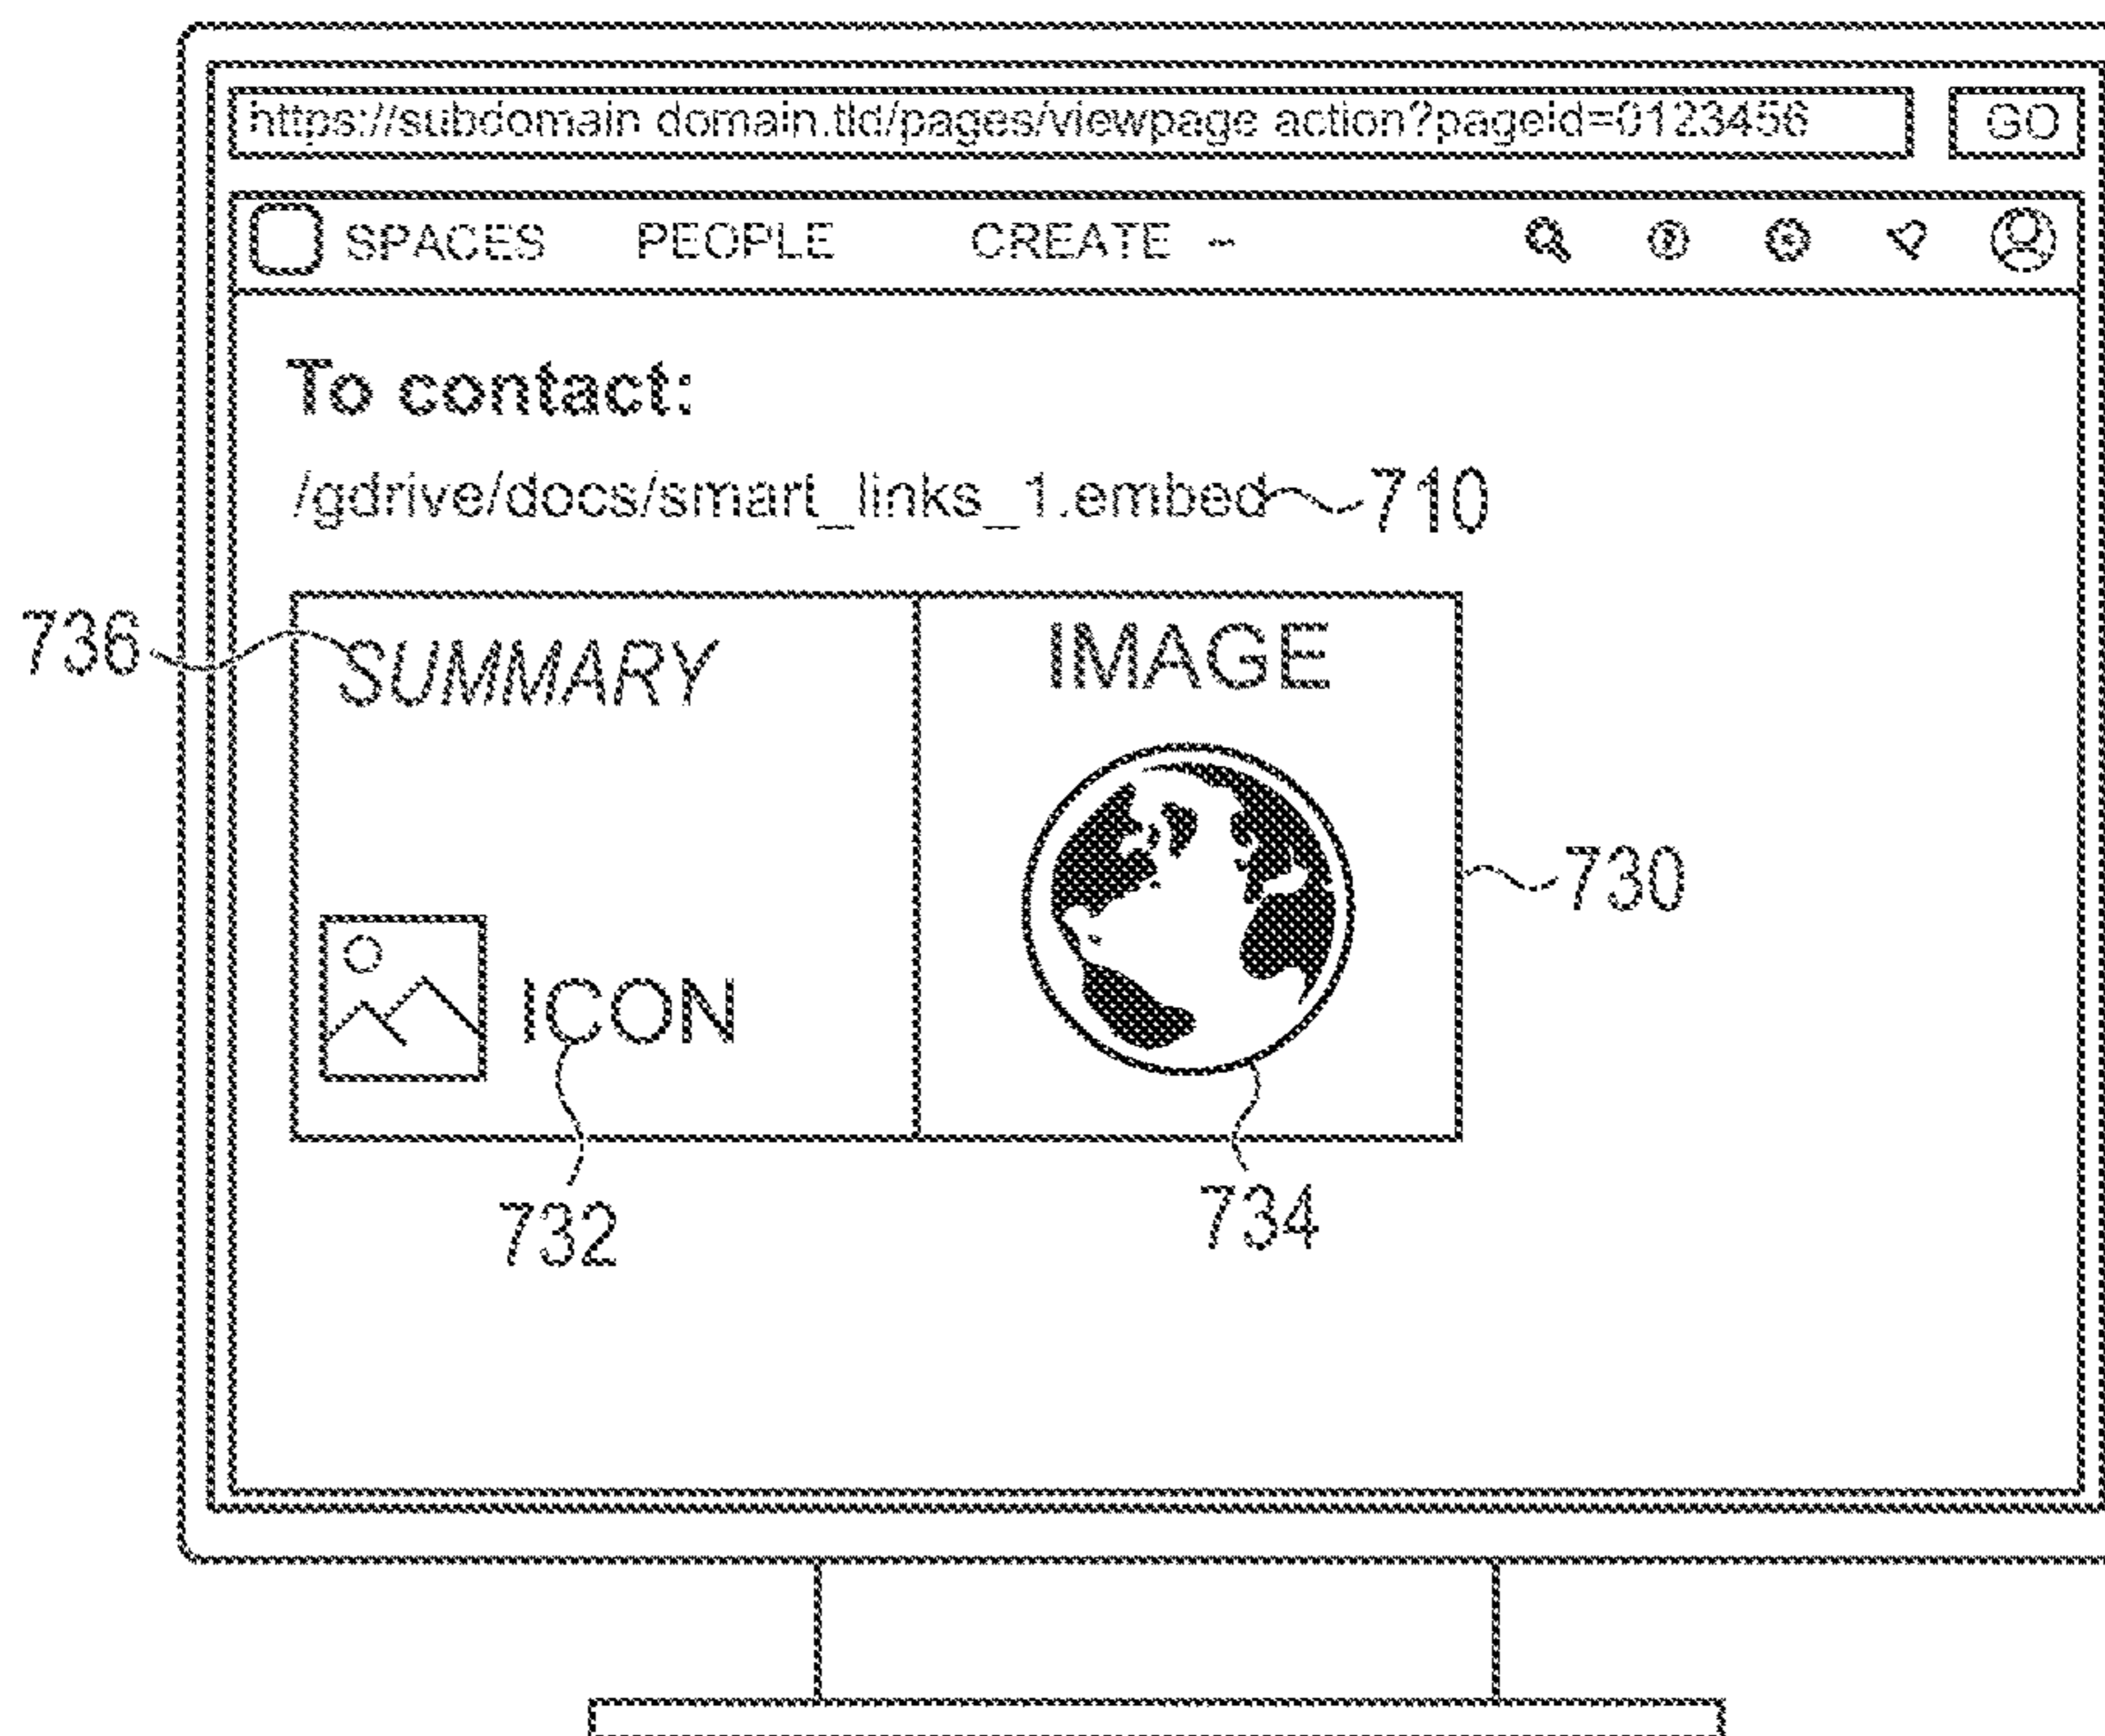 https://subdomain domain.tld/pages/viewpage action?pageid=0123456 GO
SPACES PEOPLE CREATE
To contact:
/gdrive/docs/smart_links_1.embed 710
736 SUMMARY IMAGE
730
ICON
732 734